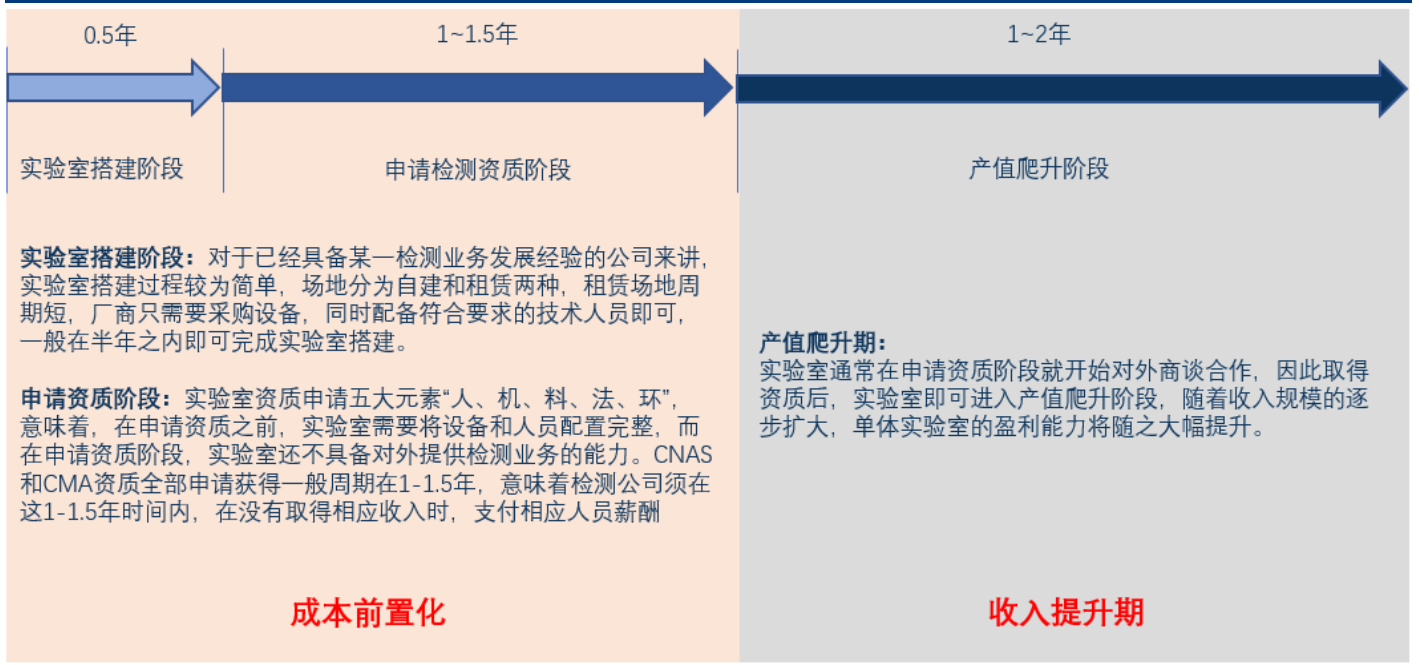 0.5年
1~1.5年
1~2年
实验室搭建阶段
申请检测资质阶段
产值爬升阶段
实验室搭建阶段：对于已经具备某一检测业务发展经验的公司来讲，
实验室搭建过程较为简单，场地分为自建和租赁两种，租赁场地周
期短，厂商只需要采购设备，同时配备符合要求的技术人员即可，
一般在半年之内即可完成实验室搭建。
申请资质阶段：实验室资质申请五大元素“人、机、料、法、环”，
意味着，在申请资质之前，实验室需要将设备和人员配置完整，而
在申请资质阶段，实验室还不具备对外提供检测业务的能力。CNAS
和CMA资质全部申请获得一般周期在1-1.5年，意味着检测公司须在
这1-1.5年时间内，在没有取得相应收入时，支付相应人员薪酬
产值爬升期：
实验室通常在申请资质阶段就开始对外商谈合作，因此取得
资质后，实验室即可进入产值爬升阶段，随着收入规模的逐
步扩大，单体实验室的盈利能力将随之大幅提升。
成本前置化
收入提升期